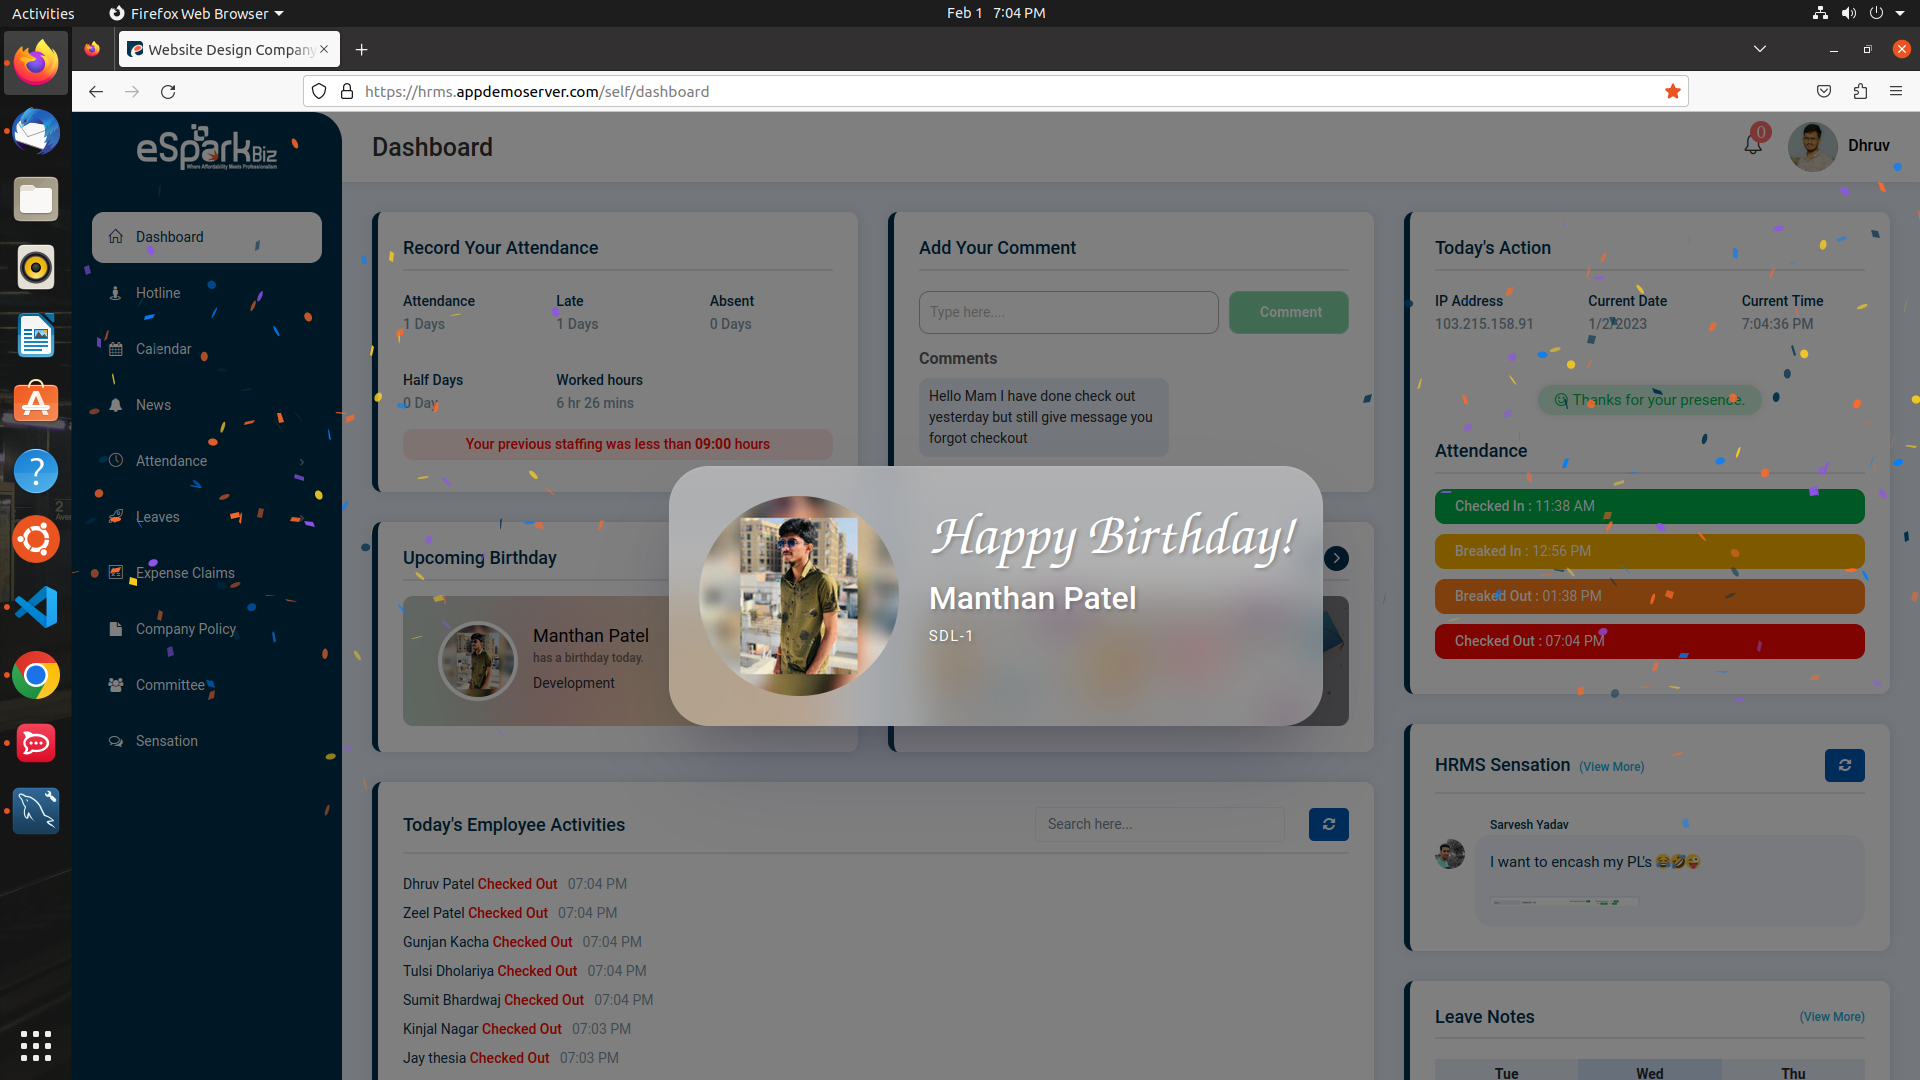 Activities
Firefox Web Browser
Feb 1 7:04 PM
Website Design Company
https://hrms.appdemoserver.com/self/dashboard
eSparkBiz
Where Affordability Meets Professionalism
Dashboard
0
Dhruv
Dashboard
Hotline
Calendar
News
Attendance
Leaves
Expense Claims
Company Policy
Committee
Sensation
Record Your Attendance
Attendance Late Absent
1 Days 1 Days 0 Days
Half Days Worked hours
0 Day 6 hr 26 mins
Your previous staffing was less than 09:00 hours
Add Your Comment
Type here....
Comment
Comments
Hello Mam I have done check out
yesterday but still give message you
forgot checkout
Today's Action
IP Address Current Date Current Time
103.215.158.91 1/2/2023 7:04:36 PM
Thanks for your presence.
Attendance
Checked In : 11:38 AM
Breaked In : 12:56 PM
Breaked Out : 01:38 PM
Checked Out : 07:04 PM
Upcoming Birthday
Manthan Patel
has a birthday today.
Development
Happy Birthday!
Manthan Patel
SDL-1
Today's Employee Activities
Search here...
Dhruv Patel Checked Out 07:04 PM
Zeel Patel Checked Out 07:04 PM
Gunjan Kacha Checked Out 07:04 PM
Tulsi Dholariya Checked Out 07:04 PM
Sumit Bhardwaj Checked Out 07:04 PM
Kinjal Nagar Checked Out 07:03 PM
Jay thesia Checked Out 07:03 PM
HRMS Sensation (View More)
Sarvesh Yadav
I want to encash my PL's 😂🤣😜
Leave Notes (View More)
Tue Wed Thu